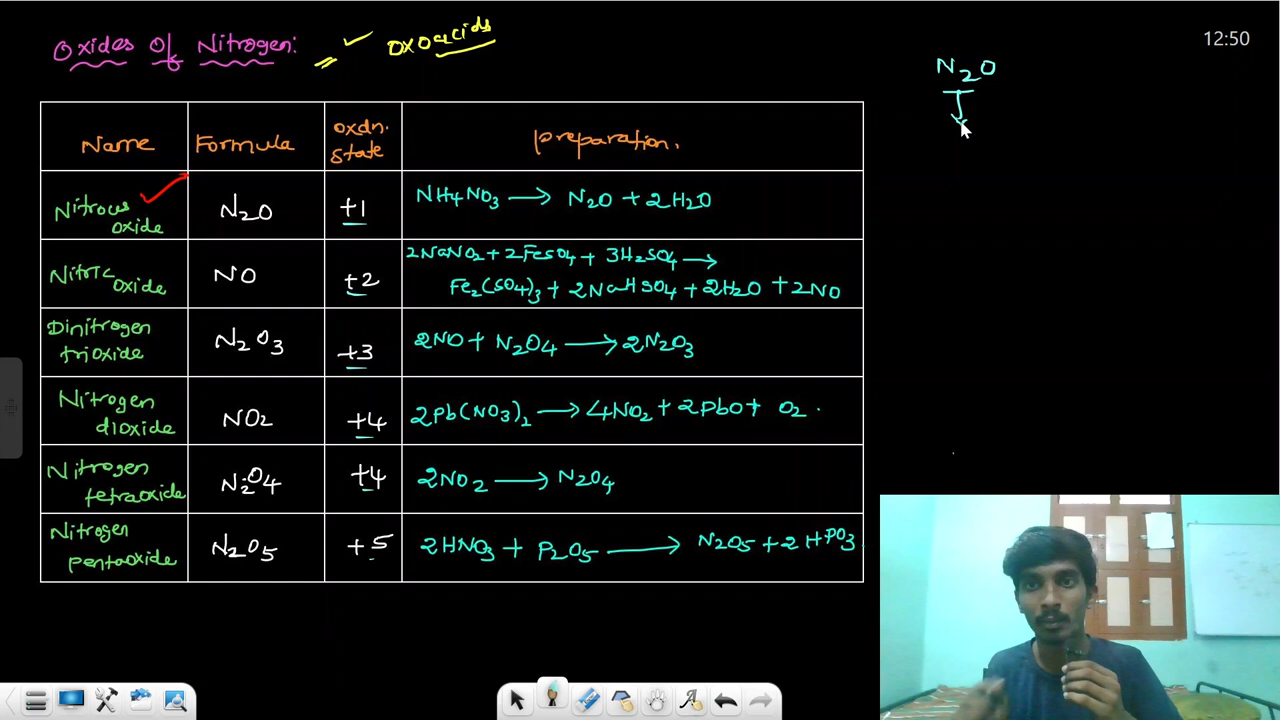 Oxides Of Nitrogen:
oxoacids
12:50
N2O
x
Name
Formula
oxdn. state
preparation.
Nitrous oxide
N2O
+1
NH4NO3 → N2O + 2H2O
Nitric oxide
NO
+2
2NaNO2 + 2FeSO4 + 3H2SO4 →
Fe2(SO4)3 + 2NaHSO4 + 2H2O + 2NO
Dinitrogen trioxide
N2O3
+3
2NO + N2O4 → 2N2O3
Nitrogen dioxide
NO2
+4
2Pb(NO3)2 → 4NO2 + 2PbO + O2.
Nitrogen tetraoxide
N2O4
+4
2NO2 → N2O4
Nitrogen pentaoxide
N2O5
+5
2HNO3 + P2O5 → N2O5 + 2HPO3